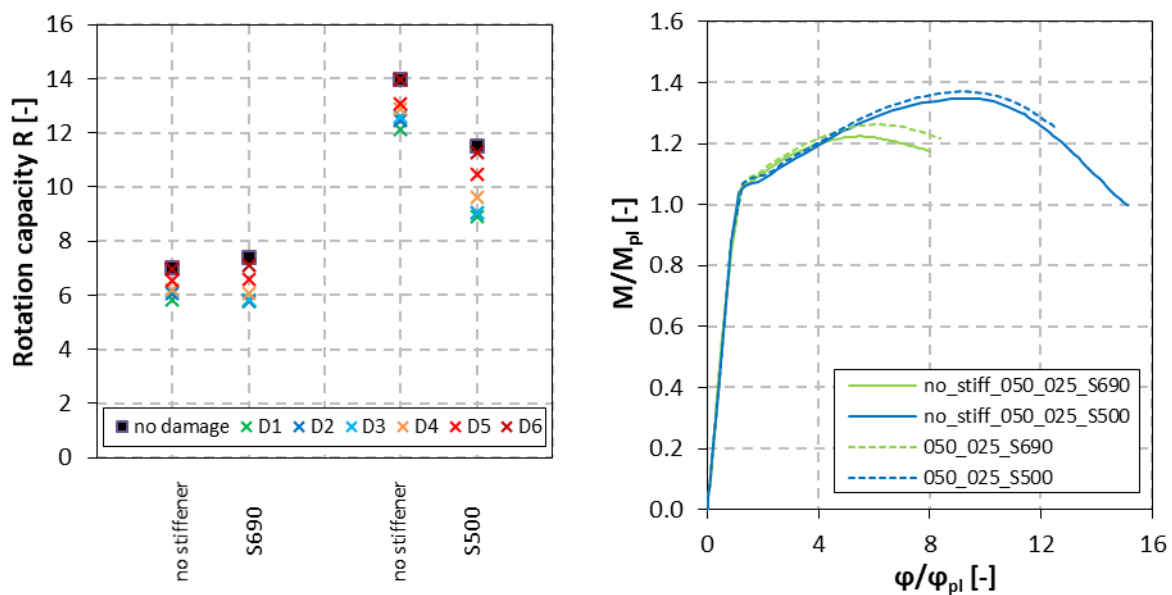 Rotation capacity R [-]
16
14
12
10
8
6
4
2
0
no damage D1 D2 D3 D4 D5 D6
no stiffener
S690
no stiffener
S500
M/Mpl [-]
1.6
1.4
1.2
1.0
0.8
0.6
0.4
0.2
0.0
no_stiff_050_025_S690
no_stiff_050_025_S500
050_025_S690
050_025_S500
0 4 8 12 16
φ/φpl [-]